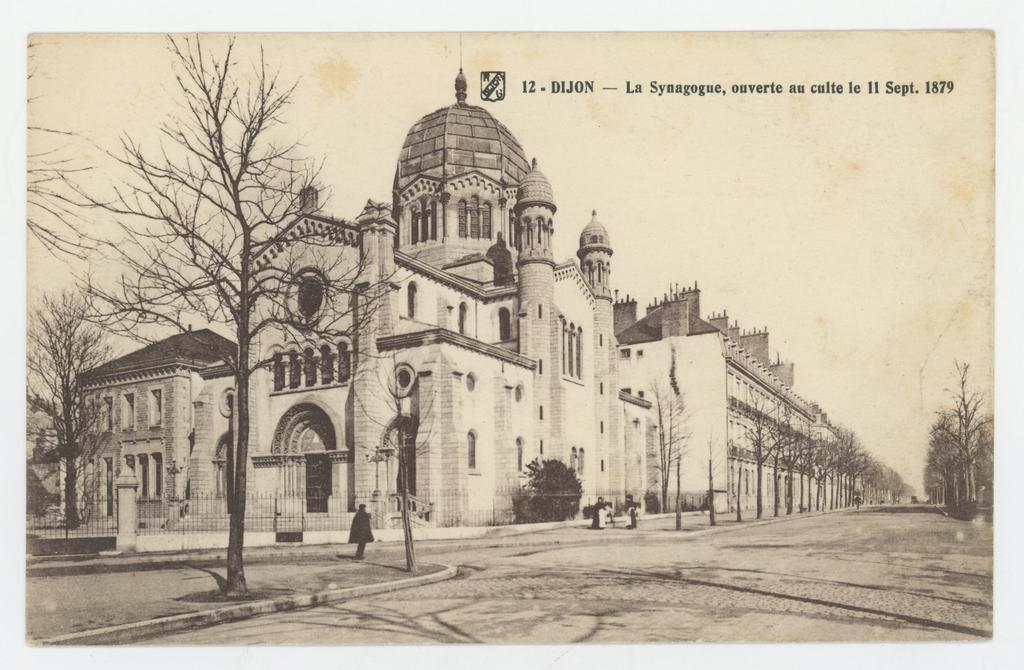 12 - DIJON — La Synagogue, ouverte au culte le 11 Sept. 1879